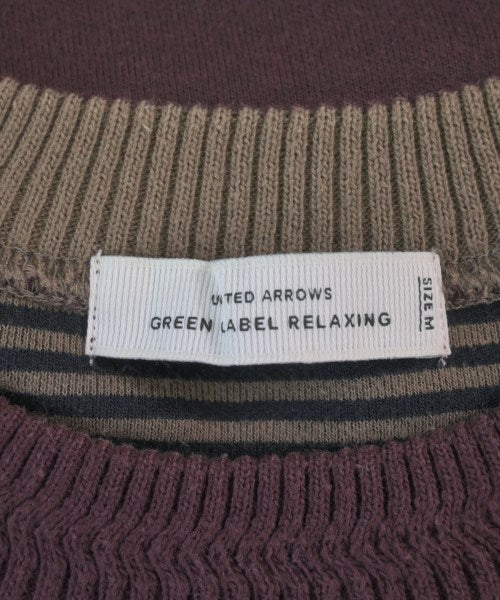 UNITED ARROWS
GREEN LABEL RELAXING
SIZE M